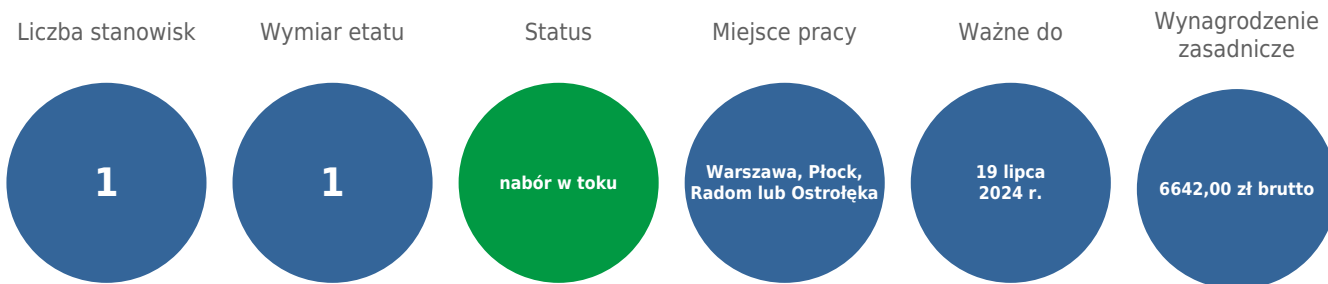 Liczba stanowisk
1
Wymiar etatu
1
Status
nabór w toku
Miejsce pracy
Warszawa, Płock,
Radom lub Ostrołęka
Ważne do
19 lipca
2024 r.
Wynagrodzenie
zasadnicze
6642,00 zł brutto